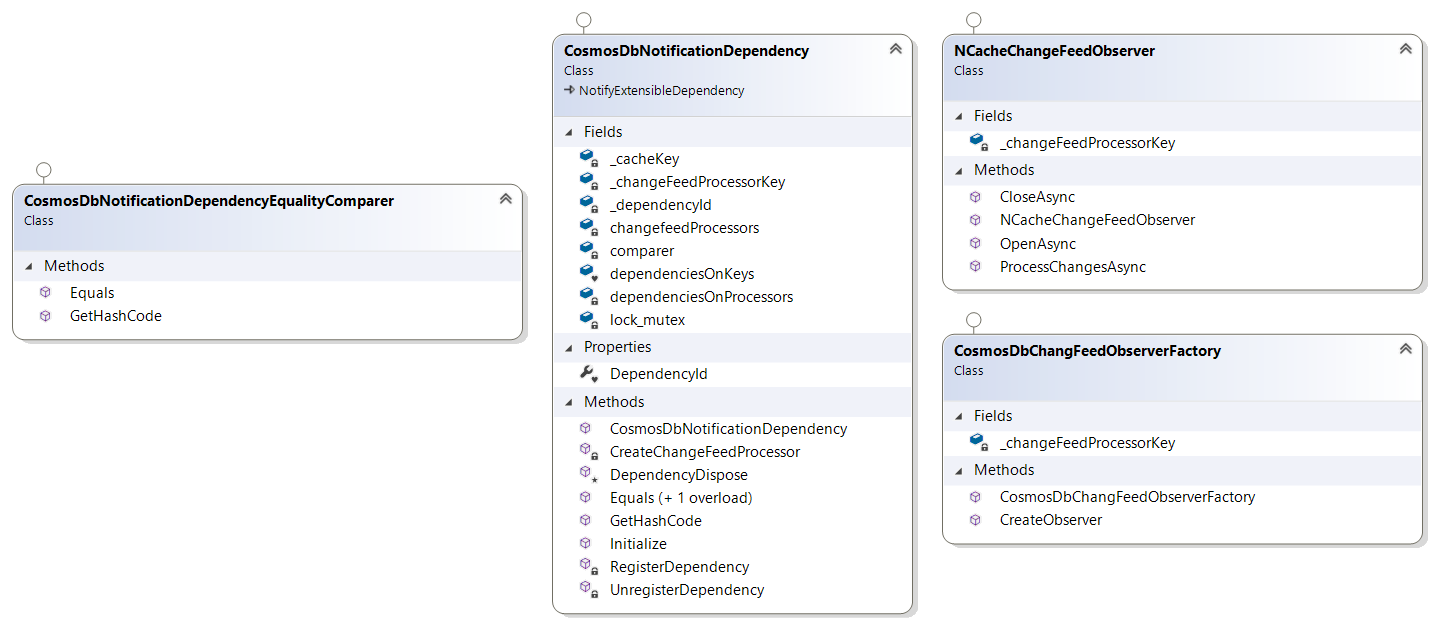 CosmosDbNotificationDependencyEqualityComparer
Class
Methods
Equals
GetHashCode
CosmosDbNotificationDependency
Class
NotifyExtensibleDependency
Fields
_cacheKey
_changeFeedProcessorKey
_dependencyId
changefeedProcessors
comparer
dependenciesOnKeys
dependenciesOnProcessors
lock_mutex
Properties
DependencyId
Methods
CosmosDbNotificationDependency
CreateChangeFeedProcessor
DependencyDispose
Equals (+ 1 overload)
GetHashCode
Initialize
RegisterDependency
UnregisterDependency
NCacheChangeFeedObserver
Class
Fields
_changeFeedProcessorKey
Methods
CloseAsync
NCacheChangeFeedObserver
OpenAsync
ProcessChangesAsync
CosmosDbChangFeedObserverFactory
Class
Fields
_changeFeedProcessorKey
Methods
CosmosDbChangFeedObserverFactory
CreateObserver